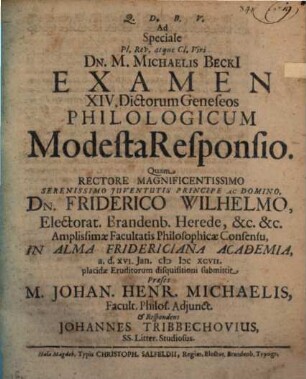 Q. D. B. V.
Ad
Speciale
Pl. Rev. atque Cl. Viri
DN. M. MICHAELIS BECKI
EXAMEN
XIV, Dictorum Geneseos
PHILOLOGICUM
Modesta Responsio.
Quam
RECTORE MAGNIFICENTISSIMO
SERENISSIMO JUVENTUTIS PRINCIPE AC DOMINO,
DN. FRIDERICO WILHELMO,
Electorat. Brandenb. Herede, &c. &c.
Amplissimæ Facultatis Philosophicæ Consensu,
IN ALMA FRIDERICIANA ACADEMIA,
a. d. XVI. Jan. cIɔ Iɔc XCVII.
placidæ Eruditorum disquisitioni submittit
Præses
M. JOHAN. HENR. MICHAELIS,
Facult. Philos. Adjunct.
& Respondens
JOHANNES TRIBBECHOVIUS,
SS. Litter. Studiosus.
Halæ Magdeb. Typis CHRISTOPH. SALFELDII, Regim. Elector. Brandenb. Typogr.